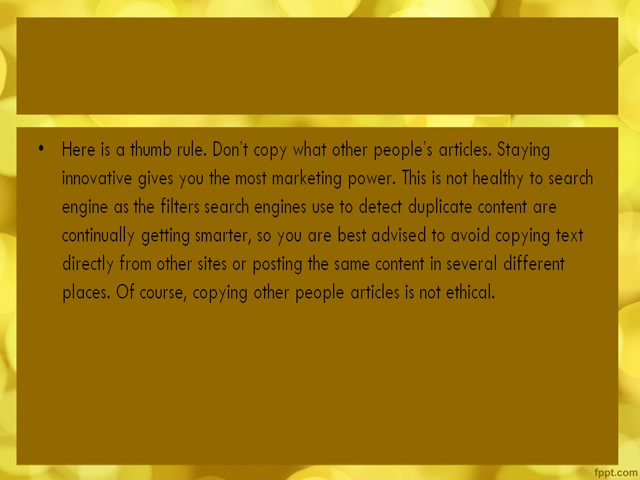 • Here is a thumb rule. Don't copy what other people's articles. Staying
innovative gives you the most marketing power. This is not healthy to search
engine as the filters search engines use to detect duplicate content are
continually getting smarter, so you are best advised to avoid copying text
directly from other sites or posting the same content in several different
places. Of course, copying other people articles is not ethical.
fppt.com